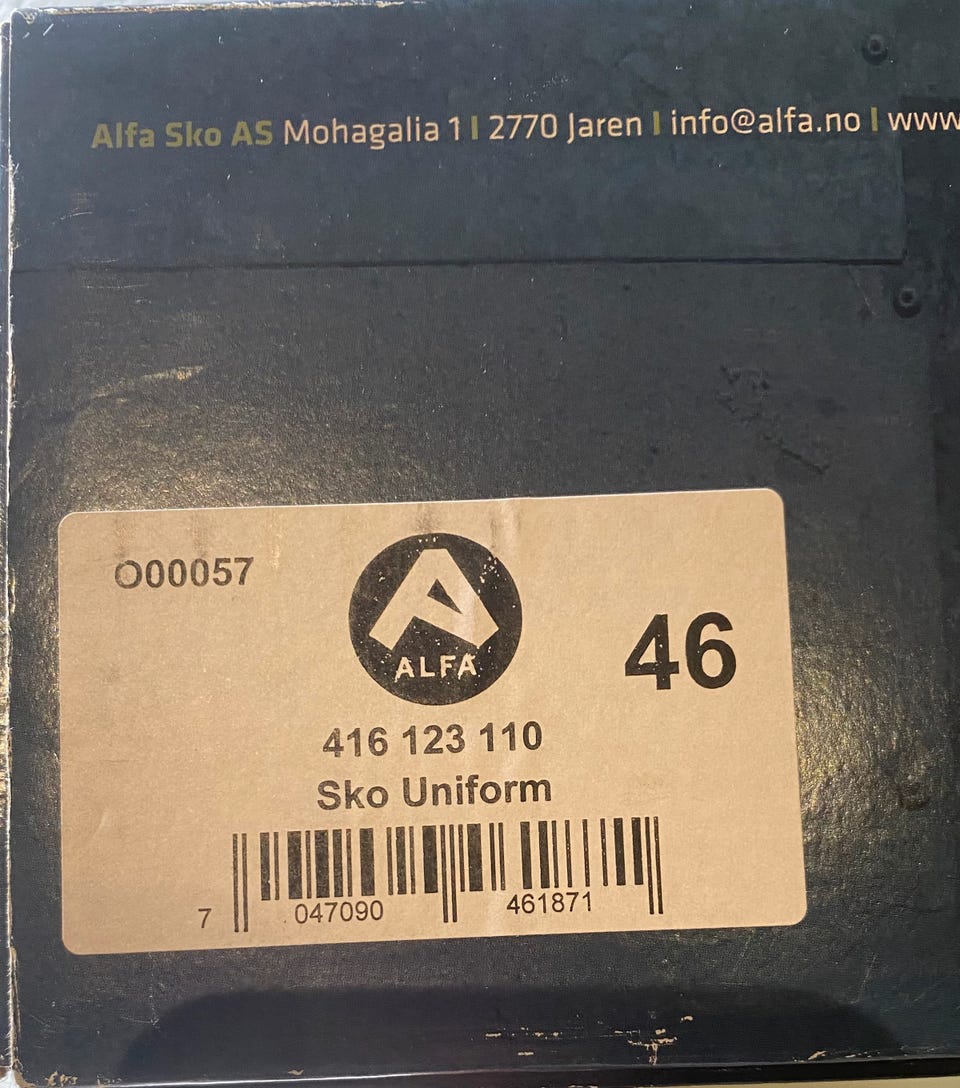 Alfa Sko AS Mohagalia 1 I 2770 Jaren I info@alfa.no I www
O00057
ALFA
46
416 123 110
Sko Uniform
7 047090 461871